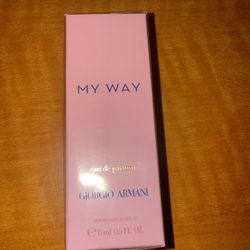 MY WAY
eau de parfum
GIORGIO ARMANI
℮ 15ml 0.5 FL. OZ.